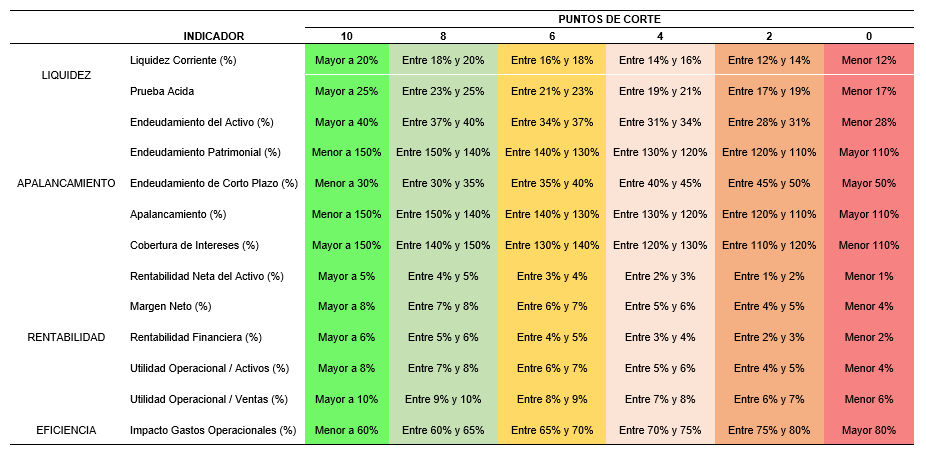 PUNTOS DE CORTE
INDICADOR 10 8 6 4 2 0
LIQUIDEZ
Liquidez Corriente (%) Mayor a 20% Entre 18% y 20% Entre 16% y 18% Entre 14% y 16% Entre 12% y 14% Menor 12%
Prueba Acida Mayor a 25% Entre 23% y 25% Entre 21% y 23% Entre 19% y 21% Entre 17% y 19% Menor 17%
Endeudamiento del Activo (%) Mayor a 40% Entre 37% y 40% Entre 34% y 37% Entre 31% y 34% Entre 28% y 31% Menor 28%
Endeudamiento Patrimonial (%) Menor a 150% Entre 150% y 140% Entre 140% y 130% Entre 130% y 120% Entre 120% y 110% Mayor 110%
APALANCAMIENTO Endeudamiento de Corto Plazo (%) Menor a 30% Entre 30% y 35% Entre 35% y 40% Entre 40% y 45% Entre 45% y 50% Mayor 50%
Apalancamiento (%) Menor a 150% Entre 150% y 140% Entre 140% y 130% Entre 130% y 120% Entre 120% y 110% Mayor 110%
Cobertura de Intereses (%) Mayor a 150% Entre 140% y 150% Entre 130% y 140% Entre 120% y 130% Entre 110% y 120% Menor 110%
Rentabilidad Neta del Activo (%) Mayor a 5% Entre 4% y 5% Entre 3% y 4% Entre 2% y 3% Entre 1% y 2% Menor 1%
Margen Neto (%) Mayor a 8% Entre 7% y 8% Entre 6% y 7% Entre 5% y 6% Entre 4% y 5% Menor 4%
RENTABILIDAD Rentabilidad Financiera (%) Mayor a 6% Entre 5% y 6% Entre 4% y 5% Entre 3% y 4% Entre 2% y 3% Menor 2%
Utilidad Operacional / Activos (%) Mayor a 8% Entre 7% y 8% Entre 6% y 7% Entre 5% y 6% Entre 4% y 5% Menor 4%
Utilidad Operacional / Ventas (%) Mayor a 10% Entre 9% y 10% Entre 8% y 9% Entre 7% y 8% Entre 6% y 7% Menor 6%
EFICIENCIA Impacto Gastos Operacionales (%) Menor a 60% Entre 60% y 65% Entre 65% y 70% Entre 70% y 75% Entre 75% y 80% Mayor 80%